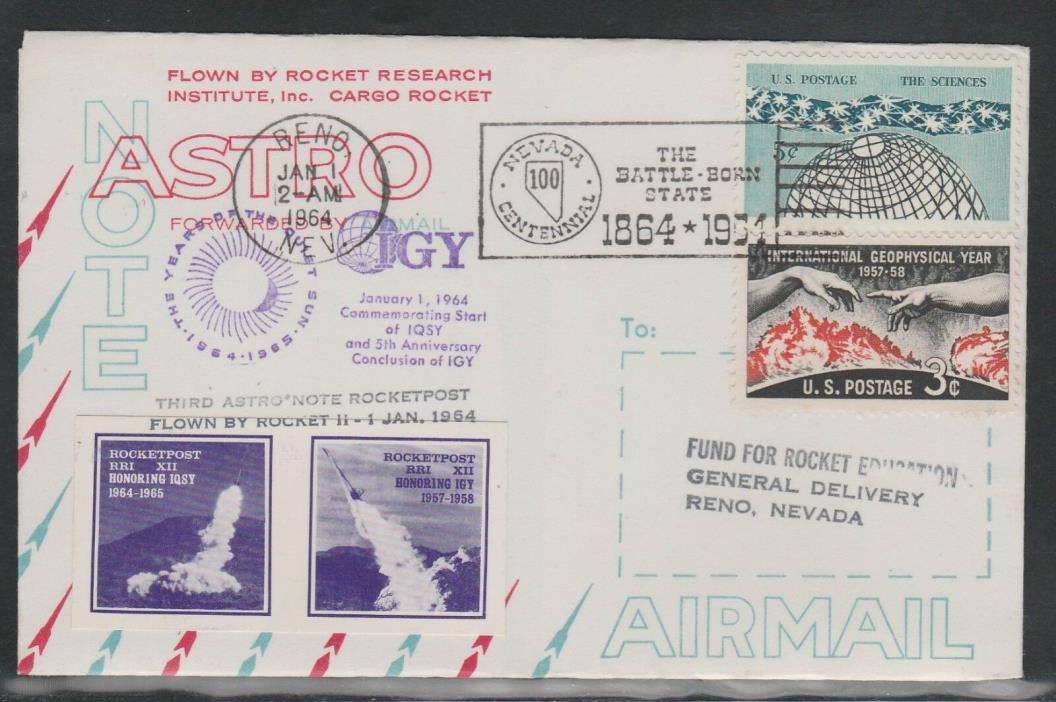 FLOWN BY ROCKET RESEARCH
INSTITUTE, Inc. CARGO ROCKET
ASTRO
NOTE
FORWARDED BY AIRMAIL
RENO,
JAN 1
2-AM
1964
NEV.
NEVADA
100
CENTENNIAL
THE
BATTLE-BORN
STATE
1864 ★ 1964
U.S. POSTAGE THE SCIENCES
5¢
INTERNATIONAL GEOPHYSICAL YEAR
1957-58
U.S. POSTAGE 3¢
1964-1965 · THE YEARS OF THE QUIET SUN ·
IGY
January 1, 1964
Commemorating Start
of IQSY
and 5th Anniversary
Conclusion of IGY
THIRD ASTRO*NOTE ROCKETPOST
FLOWN BY ROCKET II - 1 JAN. 1964
ROCKETPOST
RRI XII
HONORING IQSY
1964-1965
ROCKETPOST
RRI XII
HONORING IGY
1957-1958
To:
FUND FOR ROCKET EDUCATION
GENERAL DELIVERY
RENO, NEVADA
AIRMAIL